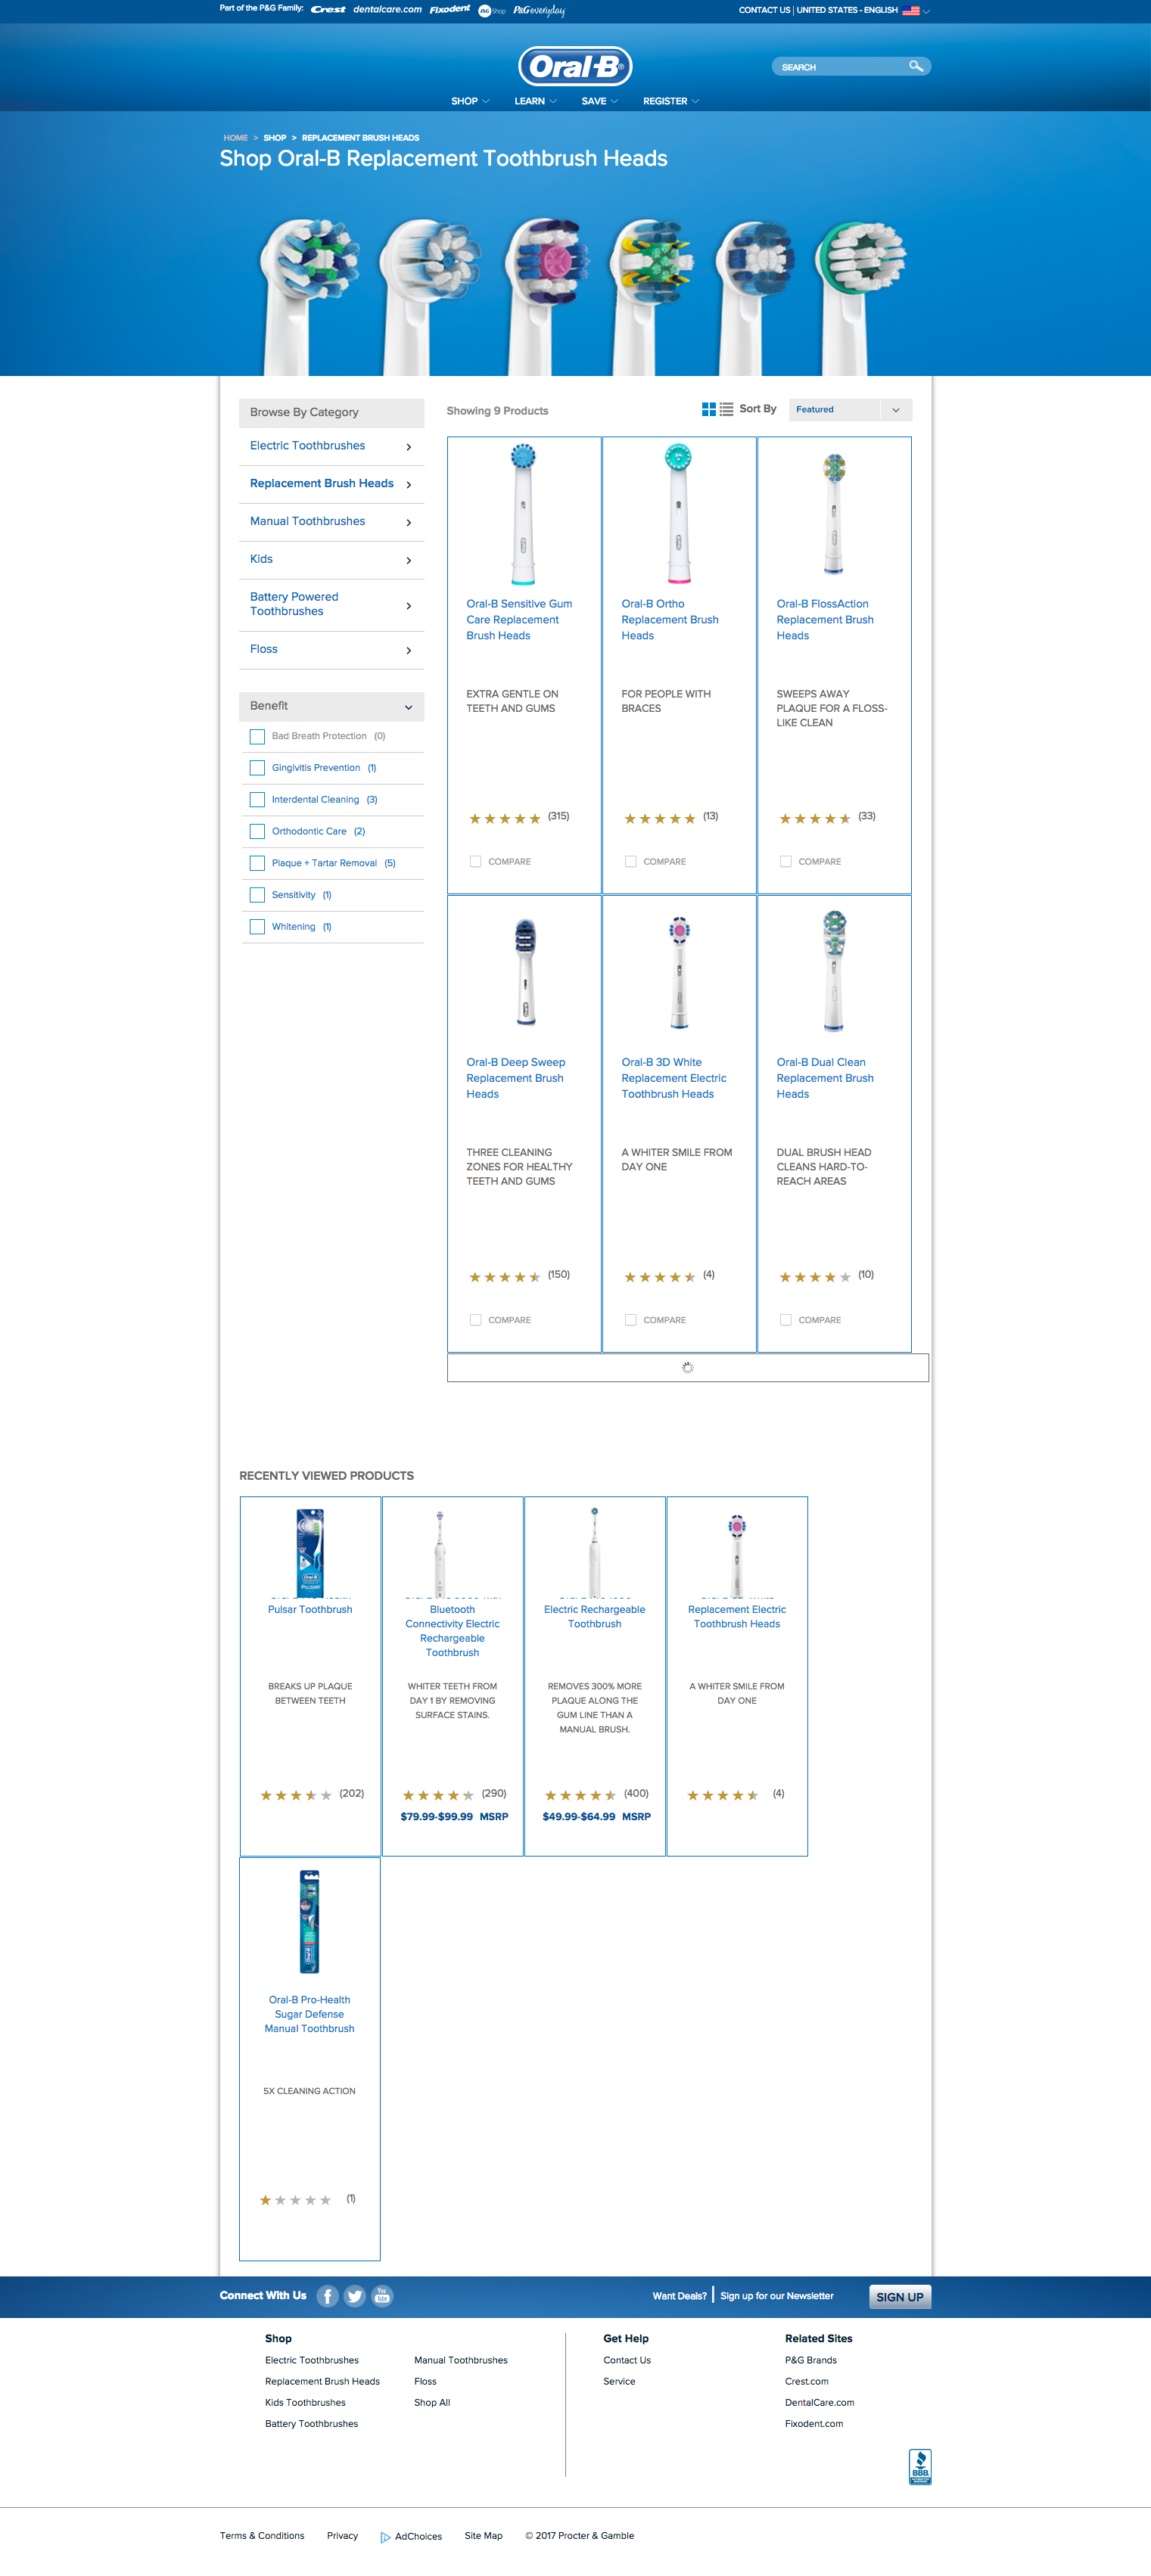 Part of the P&G Family: Crest dentalcare.com Fixodent P&G Shop P&G everyday
CONTACT US | UNITED STATES - ENGLISH
Oral-B
SEARCH
SHOP LEARN SAVE REGISTER
HOME > SHOP > REPLACEMENT BRUSH HEADS
Shop Oral-B Replacement Toothbrush Heads
Browse By Category
Electric Toothbrushes
Replacement Brush Heads
Manual Toothbrushes
Kids
Battery Powered
Toothbrushes
Floss
Benefit
Bad Breath Protection (0)
Gingivitis Prevention (1)
Interdental Cleaning (3)
Orthodontic Care (2)
Plaque + Tartar Removal (5)
Sensitivity (1)
Whitening (1)
Showing 9 Products
Sort By
Featured
Oral-B Sensitive Gum
Care Replacement
Brush Heads
EXTRA GENTLE ON
TEETH AND GUMS
(315)
COMPARE
Oral-B Ortho
Replacement Brush
Heads
FOR PEOPLE WITH
BRACES
(13)
COMPARE
Oral-B FlossAction
Replacement Brush
Heads
SWEEPS AWAY
PLAQUE FOR A FLOSS-
LIKE CLEAN
(33)
COMPARE
Oral-B Deep Sweep
Replacement Brush
Heads
THREE CLEANING
ZONES FOR HEALTHY
TEETH AND GUMS
(150)
COMPARE
Oral-B 3D White
Replacement Electric
Toothbrush Heads
A WHITER SMILE FROM
DAY ONE
(4)
COMPARE
Oral-B Dual Clean
Replacement Brush
Heads
DUAL BRUSH HEAD
CLEANS HARD-TO-
REACH AREAS
(10)
COMPARE
RECENTLY VIEWED PRODUCTS
Pulsar Toothbrush
BREAKS UP PLAQUE
BETWEEN TEETH
(202)
Bluetooth
Connectivity Electric
Rechargeable
Toothbrush
WHITER TEETH FROM
DAY 1 BY REMOVING
SURFACE STAINS.
(290)
$79.99-$99.99 MSRP
Electric Rechargeable
Toothbrush
REMOVES 300% MORE
PLAQUE ALONG THE
GUM LINE THAN A
MANUAL BRUSH.
(400)
$49.99-$64.99 MSRP
Replacement Electric
Toothbrush Heads
A WHITER SMILE FROM
DAY ONE
(4)
Oral-B Pro-Health
Sugar Defense
Manual Toothbrush
5X CLEANING ACTION
(1)
Connect With Us
You Tube
Want Deals? | Sign up for our Newsletter
SIGN UP
Shop
Electric Toothbrushes
Replacement Brush Heads
Kids Toothbrushes
Battery Toothbrushes
Manual Toothbrushes
Floss
Shop All
Get Help
Contact Us
Service
Related Sites
P&G Brands
Crest.com
DentalCare.com
Fixodent.com
BBB
Terms & Conditions
Privacy
AdChoices
Site Map
© 2017 Procter & Gamble